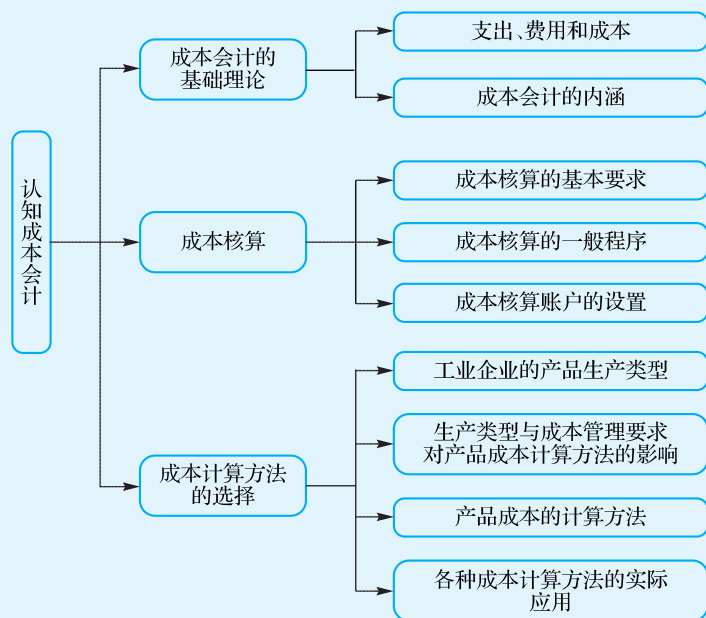 认知成本会计
成本会计的
基础理论
支出、费用和成本
成本会计的内涵
成本核算
成本核算的基本要求
成本核算的一般程序
成本核算账户的设置
成本计算方法
的选择
工业企业的产品生产类型
生产类型与成本管理要求
对产品成本计算方法的影响
产品成本的计算方法
各种成本计算方法的实际
应用